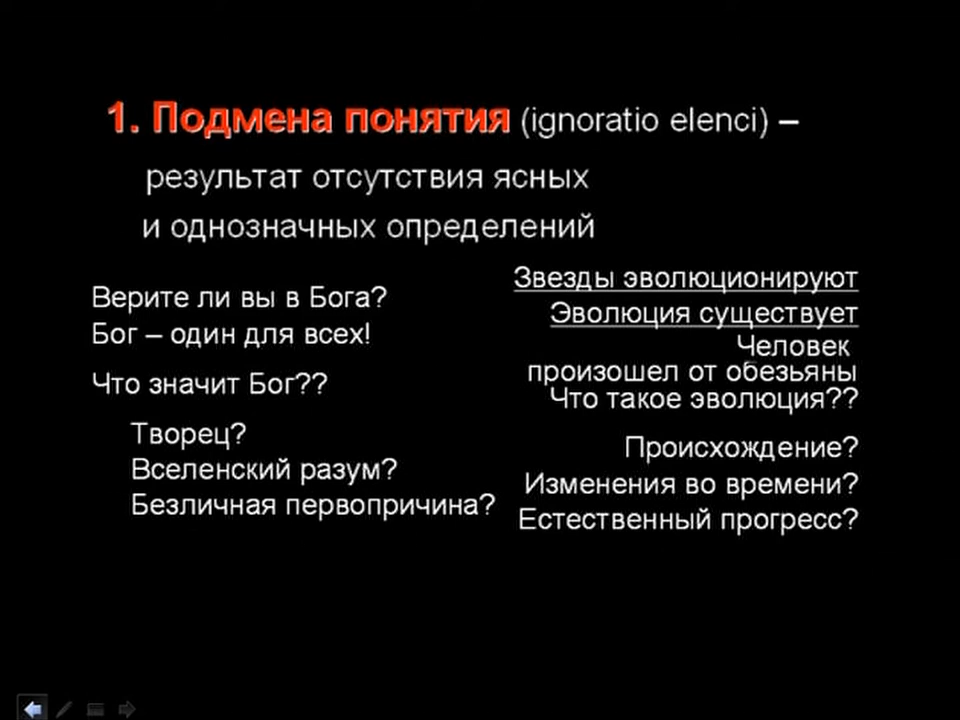 1. Подмена понятия (ignoratio elenci) –
результат отсутствия ясных
и однозначных определений
Верите ли вы в Бога?
Бог – один для всех!
Что значит Бог??
Творец?
Вселенский разум?
Безличная первопричина?
Звезды эволюционируют
Эволюция существует
Человек
произошел от обезьяны
Что такое эволюция??
Происхождение?
Изменения во времени?
Естественный прогресс?